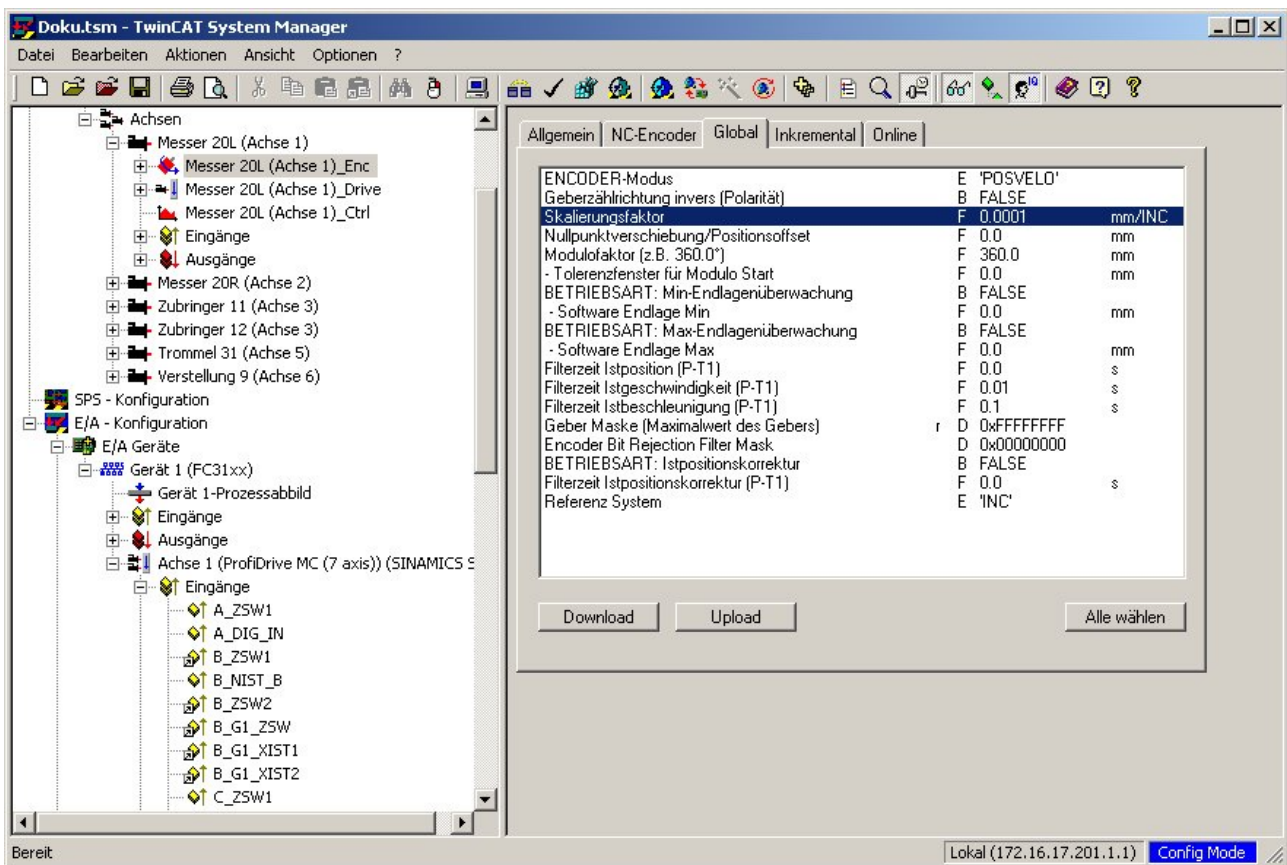 Doku.tsm - TwinCAT System Manager
Datei Bearbeiten Aktionen Ansicht Optionen ?
Achsen
Messer 20L (Achse 1)
Messer 20L (Achse 1)_Enc
Messer 20L (Achse 1)_Drive
Messer 20L (Achse 1)_Ctrl
Eingänge
Ausgänge
Messer 20R (Achse 2)
Zubringer 11 (Achse 3)
Zubringer 12 (Achse 3)
Trommel 31 (Achse 5)
Verstellung 9 (Achse 6)
SPS - Konfiguration
E/A - Konfiguration
E/A Geräte
Gerät 1 (FC31xx)
Gerät 1-Prozessabbild
Eingänge
Ausgänge
Achse 1 (ProfiDrive MC (7 axis)) (SINAMICS S
Eingänge
A_ZSW1
A_DIG_IN
B_ZSW1
B_NIST_B
B_ZSW2
B_G1_ZSW
B_G1_XIST1
B_G1_XIST2
C_ZSW1
Allgemein NC-Encoder Global Inkremental Online
ENCODER-Modus E 'POSVELO'
Geberzählrichtung invers (Polarität) B FALSE
Skalierungsfaktor F 0.0001 mm/INC
Nullpunktverschiebung/Positionsoffset F 0.0 mm
Modulofaktor (z.B. 360.0°) F 360.0 mm
- Tolerenzfenster für Modulo Start F 0.0 mm
BETRIEBSART: Min-Endlagenüberwachung B FALSE
- Software Endlage Min F 0.0 mm
BETRIEBSART: Max-Endlagenüberwachung B FALSE
- Software Endlage Max F 0.0 mm
Filterzeit Istposition (P-T1) F 0.0 s
Filterzeit Istgeschwindigkeit (P-T1) F 0.01 s
Filterzeit Istbeschleunigung (P-T1) F 0.1 s
Geber Maske (Maximalwert des Gebers) r D 0xFFFFFFFF
Encoder Bit Rejection Filter Mask D 0x00000000
BETRIEBSART: Istpositionskorrektur B FALSE
Filterzeit Istpositionskorrektur (P-T1) F 0.0 s
Referenz System E 'INC'
Download Upload Alle wählen
Bereit Lokal (172.16.17.201.1.1) Config Mode